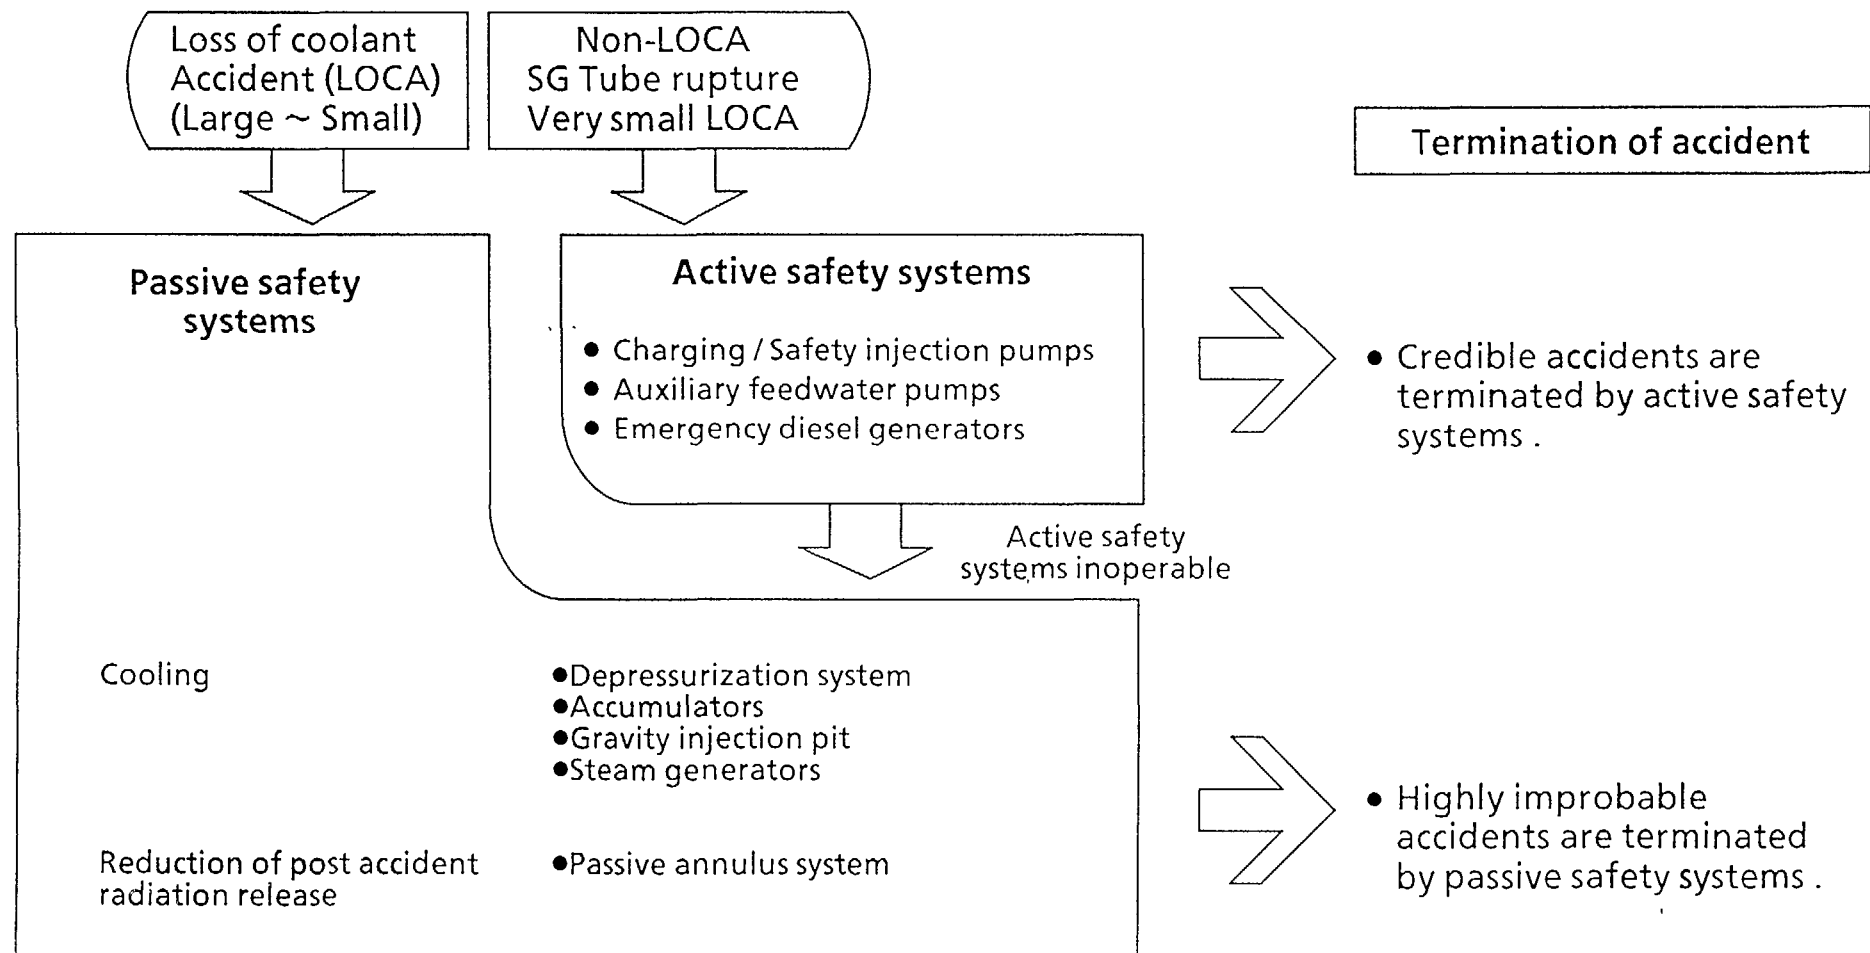 Loss of coolant
Accident (LOCA)
(Large ~ Small)
Non-LOCA
SG Tube rupture
Very small LOCA
Termination of accident
Passive safety
systems
Active safety systems
● Charging / Safety injection pumps
● Auxiliary feedwater pumps
● Emergency diesel generators
● Credible accidents are
terminated by active safety
systems .
Active safety
systems inoperable
Cooling
●Depressurization system
●Accumulators
●Gravity injection pit
●Steam generators
Reduction of post accident
radiation release
●Passive annulus system
● Highly improbable
accidents are terminated
by passive safety systems .